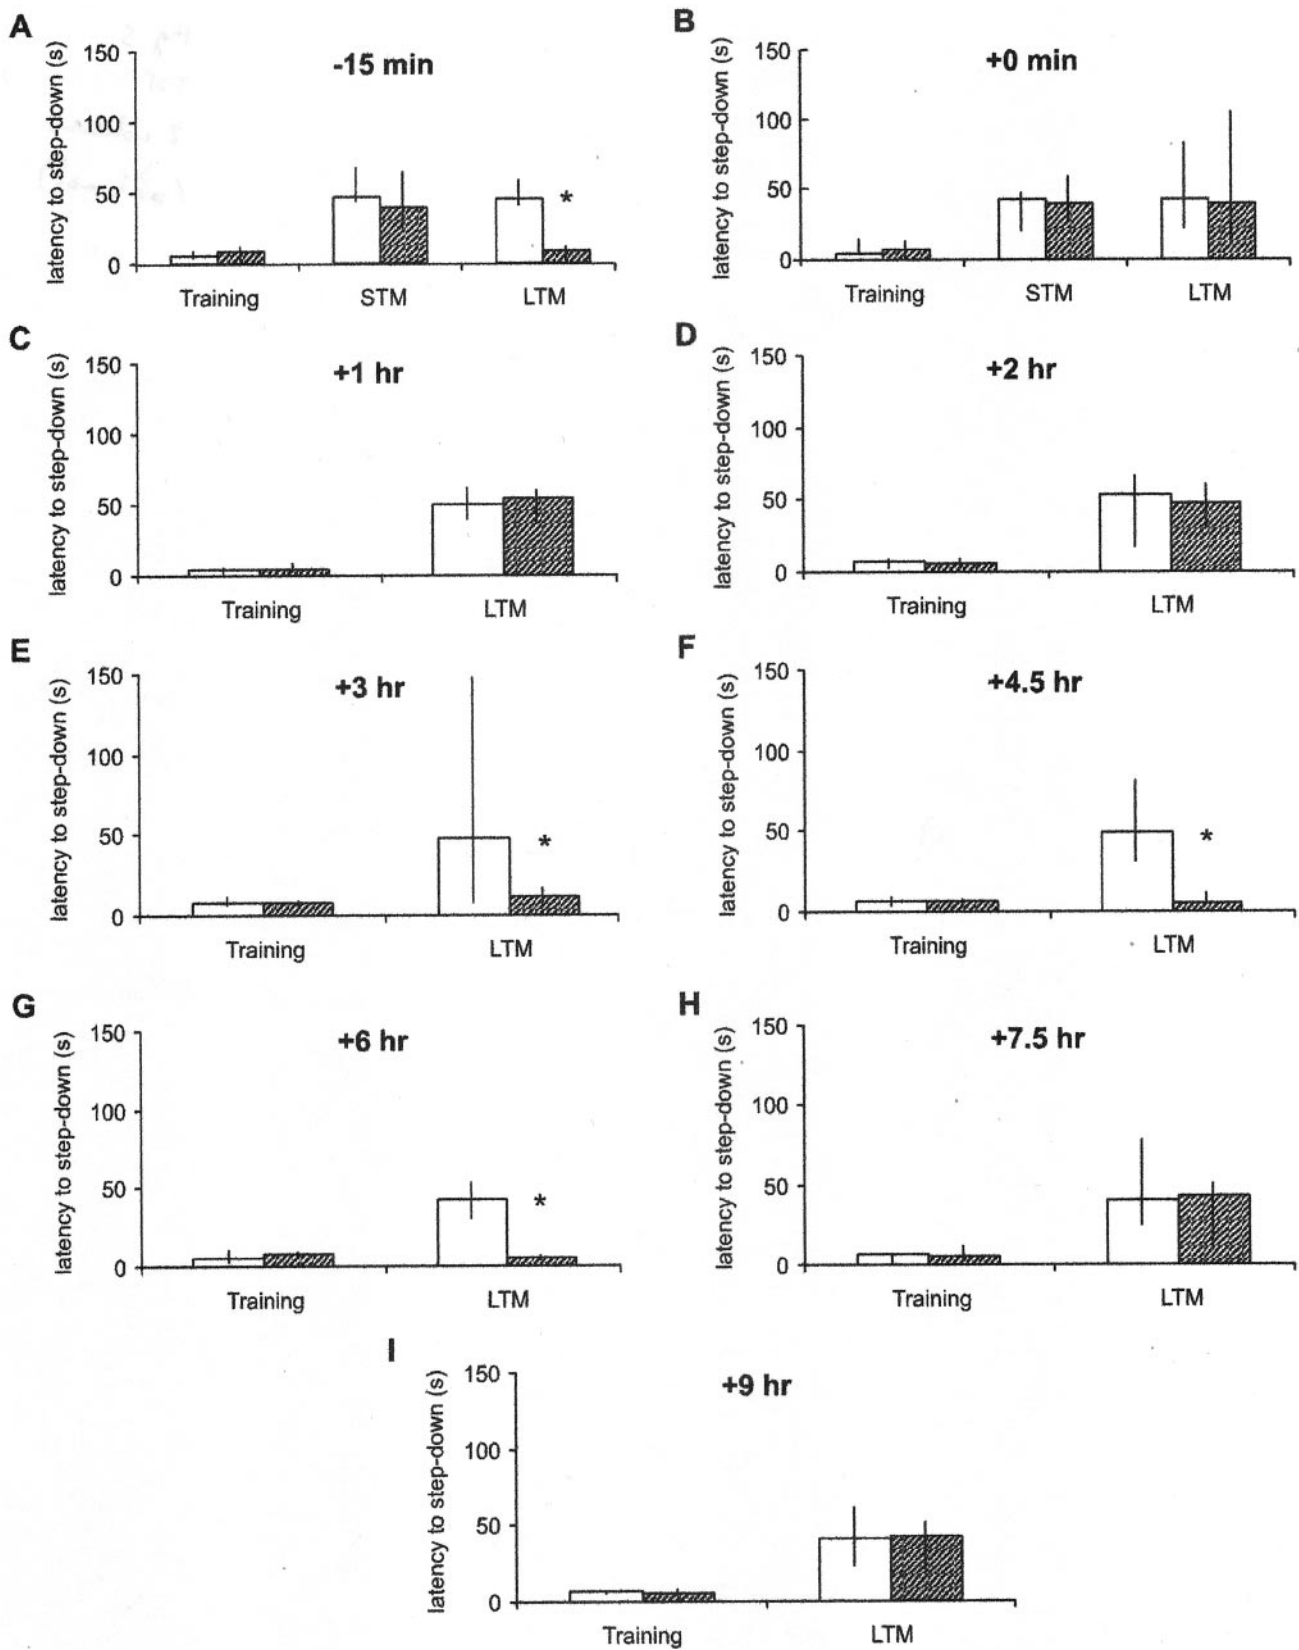 A
-15 min
latency to step-down (s)
150
100
50
0
*
Training STM LTM
B
+0 min
latency to step-down (s)
150
100
50
0
Training STM LTM
C
+1 hr
latency to step-down (s)
150
100
50
0
Training LTM
D
+2 hr
latency to step-down (s)
150
100
50
0
Training LTM
E
+3 hr
latency to step-down (s)
150
100
50
0
*
Training LTM
F
+4.5 hr
latency to step-down (s)
150
100
50
0
*
Training LTM
G
+6 hr
latency to step-down (s)
150
100
50
0
*
Training LTM
H
+7.5 hr
latency to step-down (s)
150
100
50
0
Training LTM
I
+9 hr
latency to step-down (s)
150
100
50
0
Training LTM